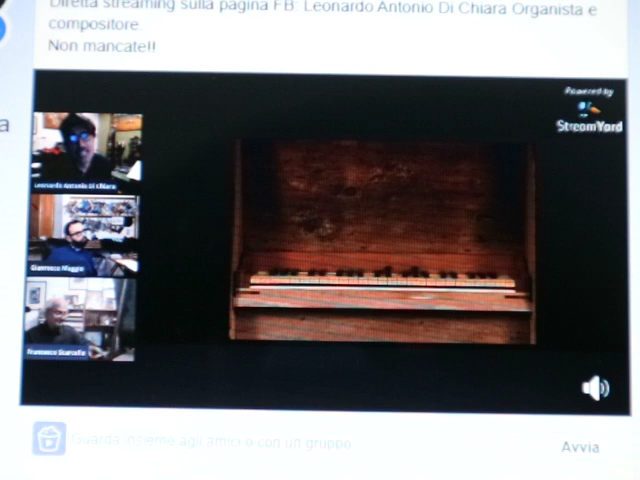 Diretta streaming sulla pagina FB: Leonardo Antonio Di Chiara Organista e
compositore.
Non mancate!!
a
Powered by
StreamYard
Leonardo Antonio Di Chiara
Gianrocco Maggio
Francesco Scarcella
Guarda insieme agli amici o con un gruppo
Avvia